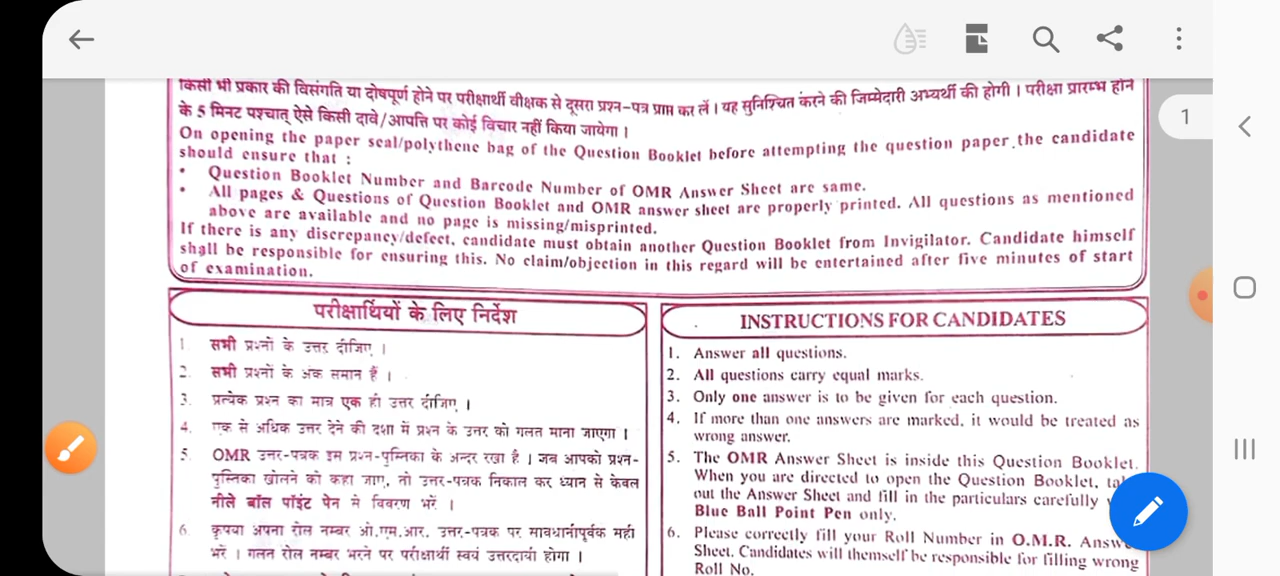 1
किसी भी प्रकार की विसंगति या दोषपूर्ण होने पर परीक्षार्थी वीक्षक से दूसरा प्रश्न-पत्र प्राप्त कर लें। यह सुनिश्चित करने की जिम्मेदारी अभ्यर्थी की होगी। परीक्षा प्रारम्भ होने
के 5 मिनट पश्चात् ऐसे किसी दावे/आपत्ति पर कोई विचार नहीं किया जायेगा।
On opening the paper seal/polythene bag of the Question Booklet before attempting the question paper the candidate
should ensure that :
• Question Booklet Number and Barcode Number of OMR Answer Sheet are same.
• All pages & Questions of Question Booklet and OMR answer sheet are properly printed. All questions as mentioned
above are available and no page is missing/misprinted.
If there is any discrepancy/defect, candidate must obtain another Question Booklet from Invigilator. Candidate himself
shall be responsible for ensuring this. No claim/objection in this regard will be entertained after five minutes of start
of examination.
परीक्षार्थियों के लिए निर्देश
1. सभी प्रश्नों के उत्तर दीजिए।
2. सभी प्रश्नों के अंक समान हैं।
3. प्रत्येक प्रश्न का मात्र एक ही उत्तर दीजिए।
4. एक से अधिक उत्तर देने की दशा में प्रश्न के उत्तर को गलत माना जाएगा।
5. OMR उत्तर-पत्रक इस प्रश्न-पुस्तिका के अन्दर रखा है। जब आपको प्रश्न-
पुस्तिका खोलने को कहा जाए, तो उत्तर-पत्रक निकाल कर ध्यान से केवल
नीले बॉल पॉइंट पेन से विवरण भरें।
6. कृपया अपना रोल नम्बर ओ.एम.आर. उत्तर-पत्रक पर सावधानीपूर्वक सही
भरें। गलत रोल नम्बर भरने पर परीक्षार्थी स्वयं उत्तरदायी होगा।
INSTRUCTIONS FOR CANDIDATES
1. Answer all questions.
2. All questions carry equal marks.
3. Only one answer is to be given for each question.
4. If more than one answers are marked, it would be treated as
wrong answer.
5. The OMR Answer Sheet is inside this Question Booklet.
When you are directed to open the Question Booklet,
out the Answer Sheet and fill in the particulars carefully
Blue Ball Point Pen only.
6. Please correctly fill your Roll Number in O.M.R.
Sheet. Candidates will themself be responsible for filling wrong
Roll No.